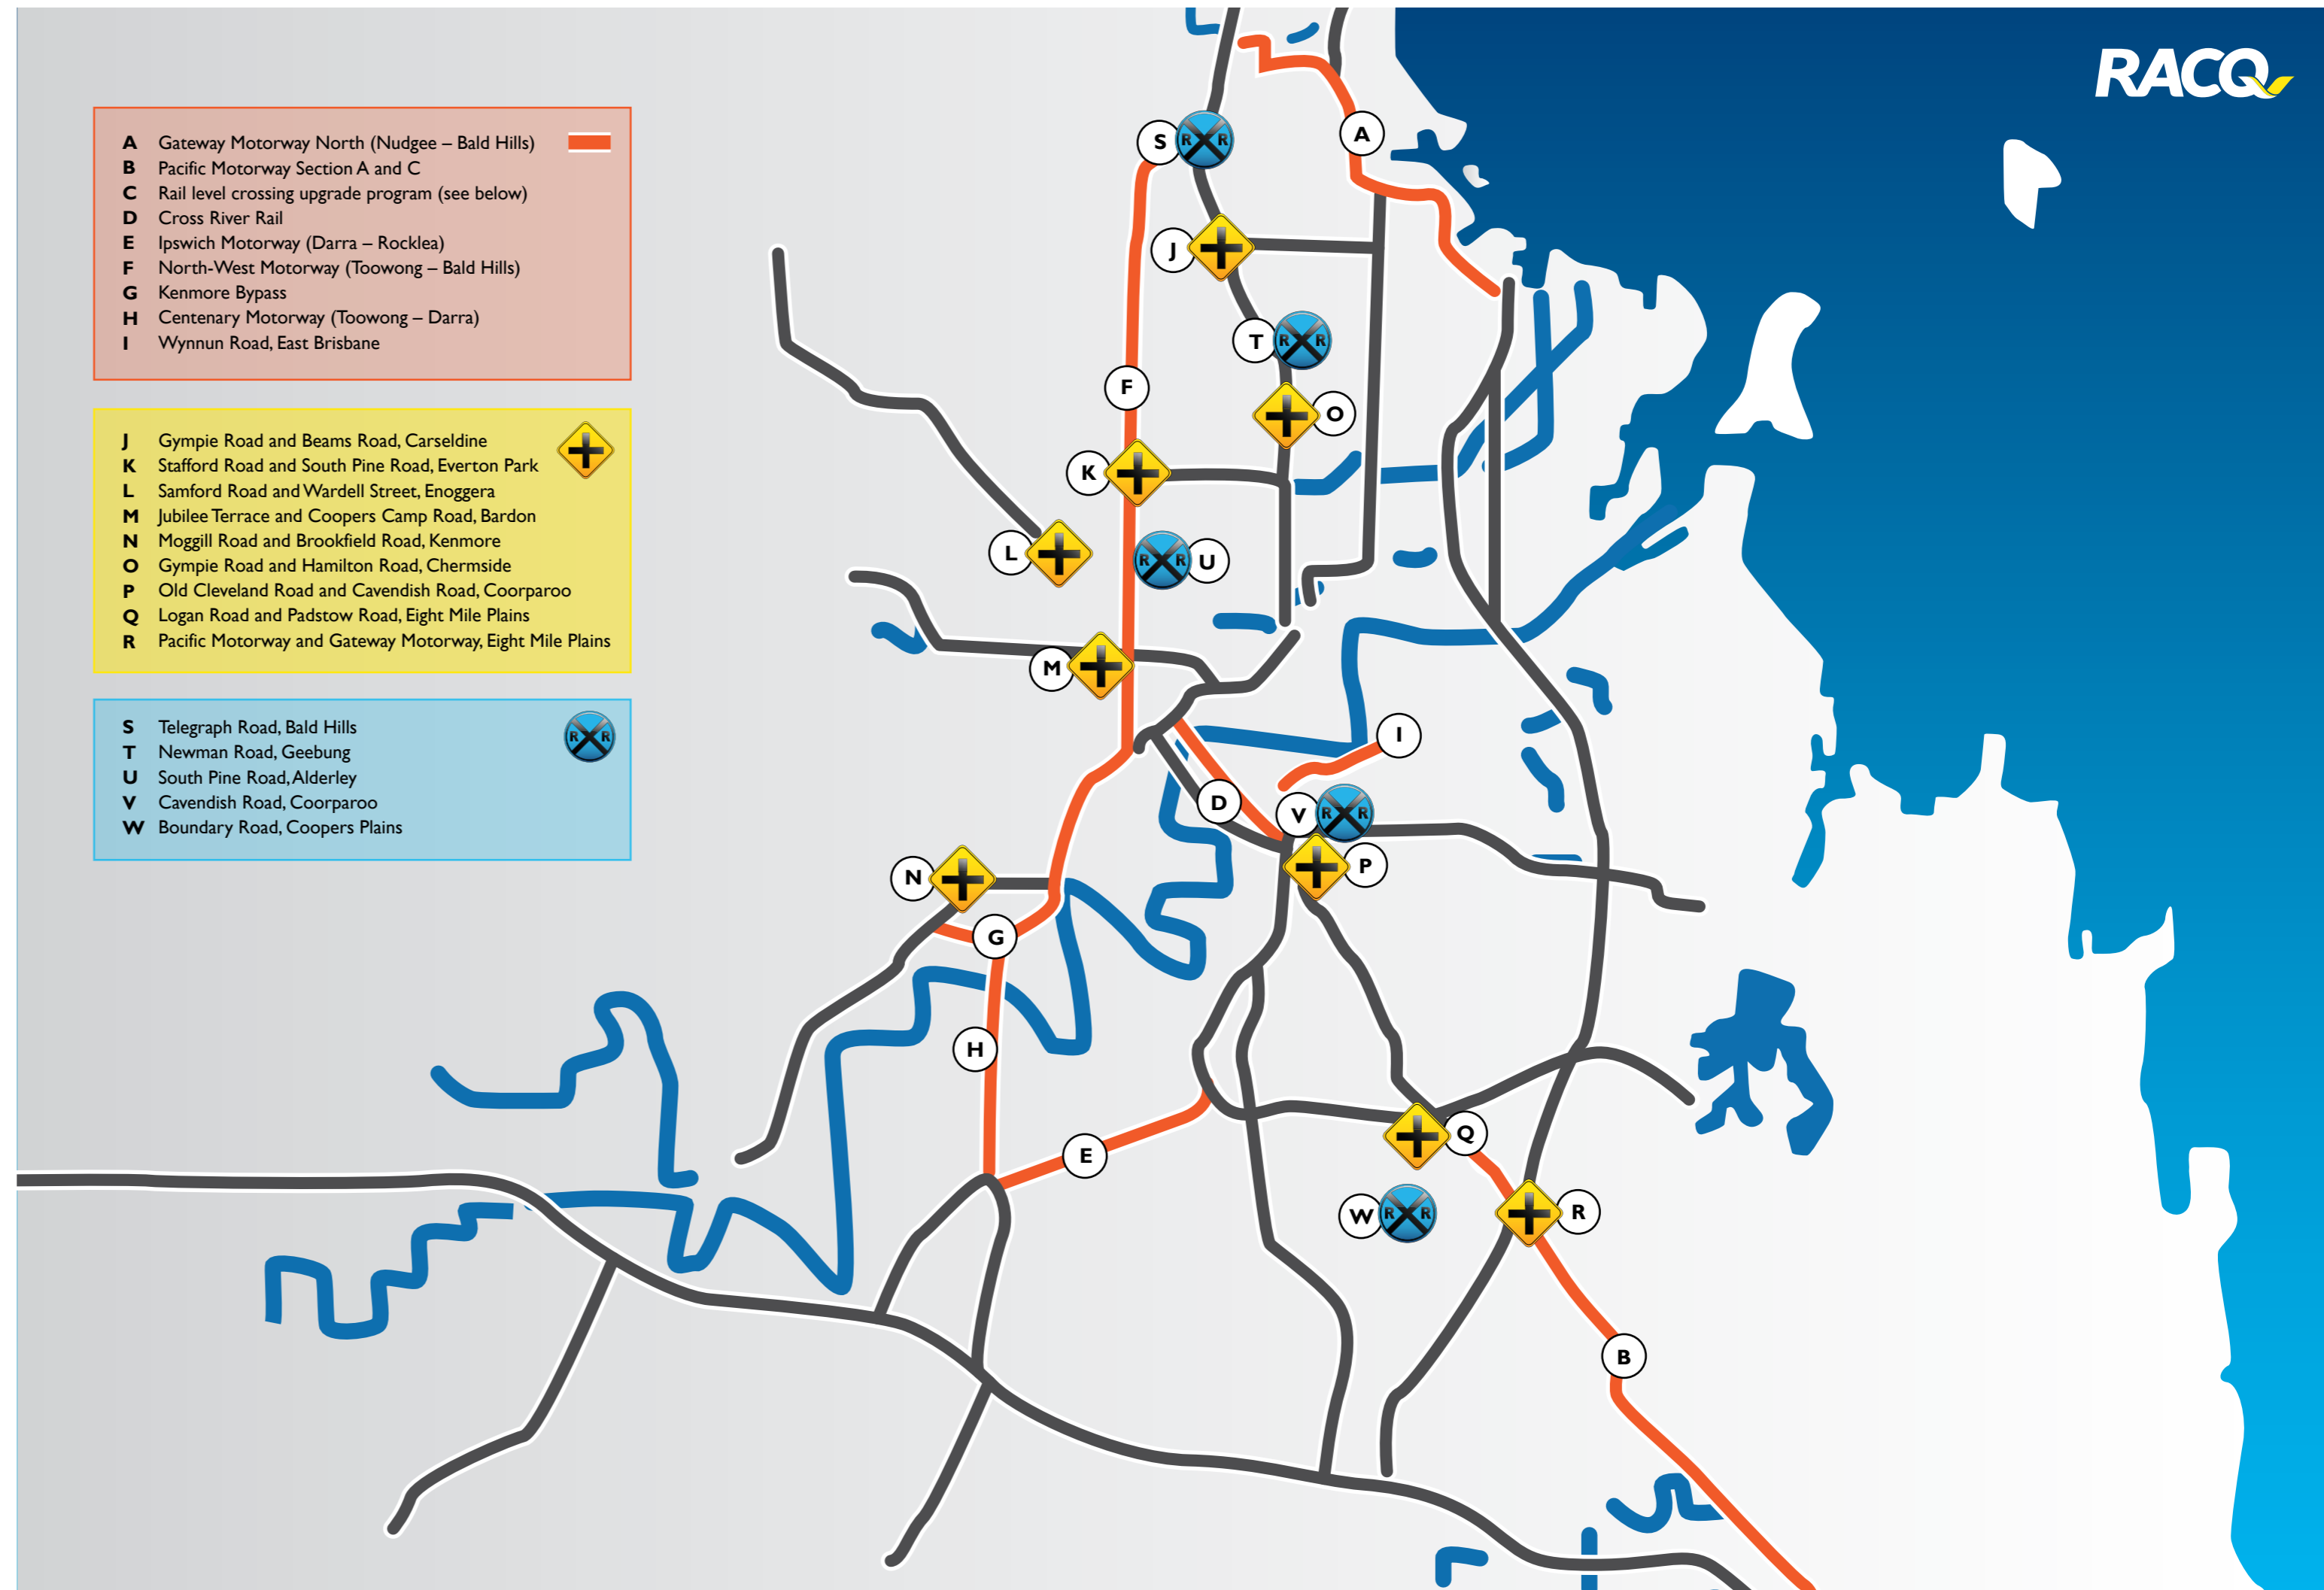 RACQ
A Gateway Motorway North (Nudgee – Bald Hills)
B Pacific Motorway Section A and C
C Rail level crossing upgrade program (see below)
D Cross River Rail
E Ipswich Motorway (Darra – Rocklea)
F North-West Motorway (Toowong – Bald Hills)
G Kenmore Bypass
H Centenary Motorway (Toowong – Darra)
I Wynnun Road, East Brisbane
J Gympie Road and Beams Road, Carseldine
K Stafford Road and South Pine Road, Everton Park
L Samford Road and Wardell Street, Enoggera
M Jubilee Terrace and Coopers Camp Road, Bardon
N Moggill Road and Brookfield Road, Kenmore
O Gympie Road and Hamilton Road, Chermside
P Old Cleveland Road and Cavendish Road, Coorparoo
Q Logan Road and Padstow Road, Eight Mile Plains
R Pacific Motorway and Gateway Motorway, Eight Mile Plains
S Telegraph Road, Bald Hills
R R
T Newman Road, Geebung
U South Pine Road, Alderley
V Cavendish Road, Coorparoo
W Boundary Road, Coopers Plains
A
S R R
J
T R R
F
O
K
L
R R U
M
I
D
V R R
P
N
G
H
Q
E
W R R
R
B